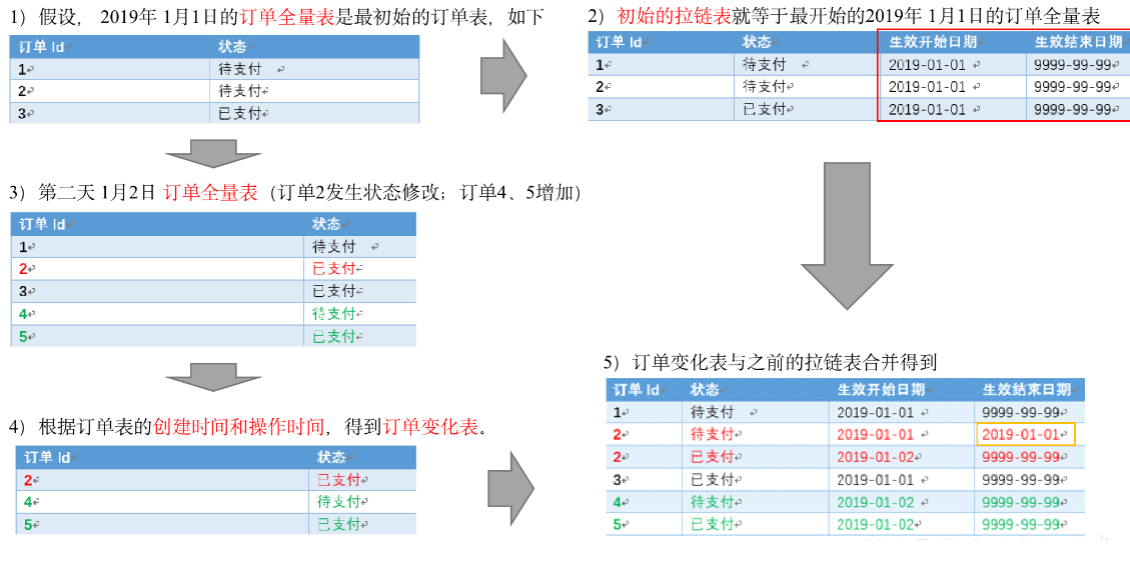 1）假设， 2019年 1月1日的订单全量表是最初始的订单表，如下
订单 Id 状态
1 待支付
2 待支付
3 已支付
2）初始的拉链表就等于最开始的2019年 1月1日的订单全量表
订单 Id 状态 生效开始日期 生效结束日期
1 待支付 2019-01-01 9999-99-99
2 待支付 2019-01-01 9999-99-99
3 已支付 2019-01-01 9999-99-99
3）第二天 1月2日 订单全量表（订单2发生状态修改；订单4、5增加）
订单 Id 状态
1 待支付
2 已支付
3 已支付
4 待支付
5 已支付
4）根据订单表的创建时间和操作时间，得到订单变化表。
订单 Id 状态
2 已支付
4 待支付
5 已支付
5）订单变化表与之前的拉链表合并得到
订单 Id 状态 生效开始日期 生效结束日期
1 待支付 2019-01-01 9999-99-99
2 待支付 2019-01-01 2019-01-01
2 已支付 2019-01-02 9999-99-99
3 已支付 2019-01-01 9999-99-99
4 待支付 2019-01-02 9999-99-99
5 已支付 2019-01-02 9999-99-99